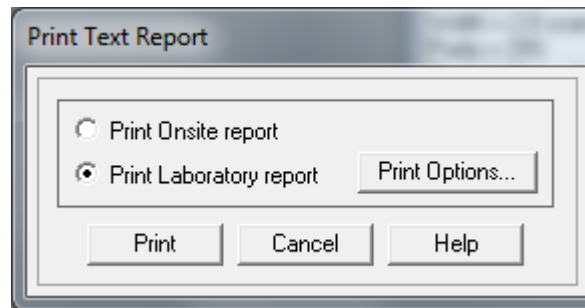 Print Text Report
Print Onsite report
Print Laboratory report
Print Options...
Print
Cancel
Help